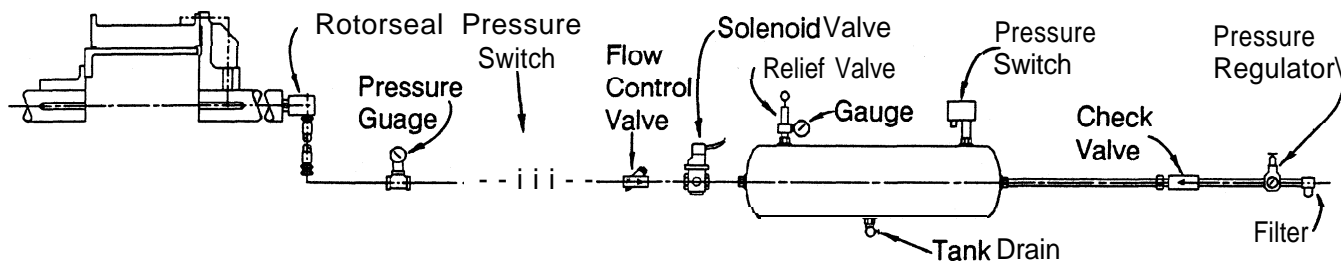 Rotorseal
Pressure
Switch
Pressure
Guage
Flow
Control
Valve
Solenoid Valve
Relief Valve
Gauge
Pressure
Switch
Check
Valve
Pressure
Regulator
Filter
Tank Drain